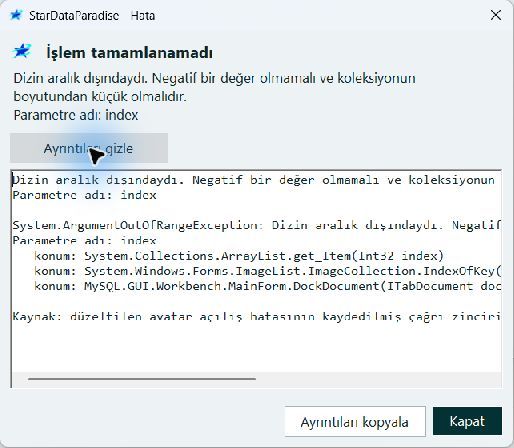 StarDataParadise Hata
İşlem tamamlanamadı
Dizin aralık dışındaydı. Negatif bir değer olmamalı ve koleksiyonun
boyutundan küçük olmalıdır.
Parametre adı: index
Ayrıntıları gizle
Dizin aralık dışındaydı. Negatif bir değer olmamalı ve koleksiyonun
Parametre adı: index
System.ArgumentOutOfRangeException: Dizin aralık dışındaydı. Negatif
Parametre adı: index
konum: System.Collections.ArrayList.get_Item(Int32 index)
konum: System.Windows.Forms.ImageList.ImageCollection.IndexOfKey(
konum: MySQL.GUI.Workbench.MainForm.DockDocument(ITabDocument doc
Kaynak: düzeltilen avatar açılış hatasının kaydedilmiş çağrı zinciri
Ayrıntıları kopyala
Kapat